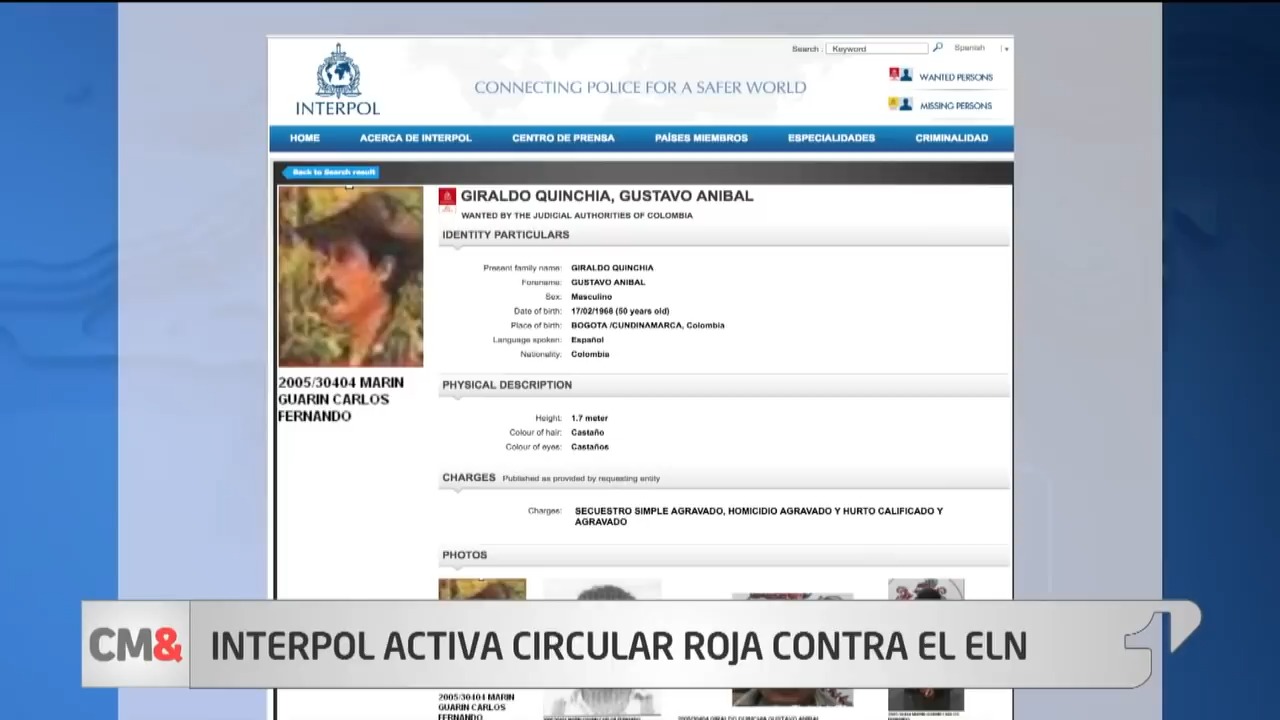 Search :
Keyword
Spanish
INTERPOL
CONNECTING POLICE FOR A SAFER WORLD
WANTED PERSONS
MISSING PERSONS
HOME
ACERCA DE INTERPOL
CENTRO DE PRENSA
PAÍSES MIEMBROS
ESPECIALIDADES
CRIMINALIDAD
Back to Search result
GIRALDO QUINCHIA, GUSTAVO ANIBAL
WANTED BY THE JUDICIAL AUTHORITIES OF COLOMBIA
IDENTITY PARTICULARS
Present family name: GIRALDO QUINCHIA
Forename: GUSTAVO ANIBAL
Sex: Masculino
Date of birth: 17/02/1968 (50 years old)
Place of birth: BOGOTA /CUNDINAMARCA, Colombia
Language spoken: Español
Nationality: Colombia
2005/30404 MARIN
GUARIN CARLOS
FERNANDO
PHYSICAL DESCRIPTION
Height: 1.7 meter
Colour of hair: Castaño
Colour of eyes: Castaños
CHARGES Published as provided by requesting entity
Charges: SECUESTRO SIMPLE AGRAVADO, HOMICIDIO AGRAVADO Y HURTO CALIFICADO Y
AGRAVADO
PHOTOS
CM&
INTERPOL ACTIVA CIRCULAR ROJA CONTRA EL ELN
1
2005/30404 MARIN
GUARIN CARLOS
FERNANDO